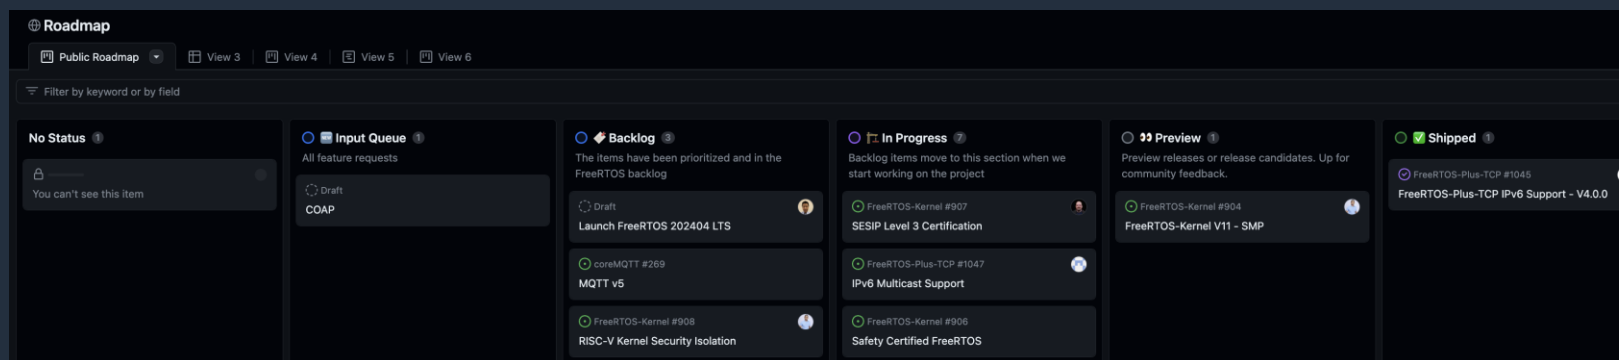 Roadmap
Public Roadmap
View 3
View 4
View 5
View 6
Filter by keyword or by field
No Status 1
You can't see this item
Input Queue 1
All feature requests
Draft
COAP
Backlog 3
The items have been prioritized and in the
FreeRTOS backlog
Draft
Launch FreeRTOS 202404 LTS
coreMQTT #269
MQTT v5
FreeRTOS-Kernel #908
RISC-V Kernel Security Isolation
In Progress 7
Backlog items move to this section when we
start working on the project
FreeRTOS-Kernel #907
SESIP Level 3 Certification
FreeRTOS-Plus-TCP #1047
IPv6 Multicast Support
FreeRTOS-Kernel #906
Safety Certified FreeRTOS
Preview 1
Preview releases or release candidates. Up for
community feedback.
FreeRTOS-Kernel #904
FreeRTOS-Kernel V11 - SMP
Shipped 1
FreeRTOS-Plus-TCP #1045
FreeRTOS-Plus-TCP IPv6 Support - V4.0.0